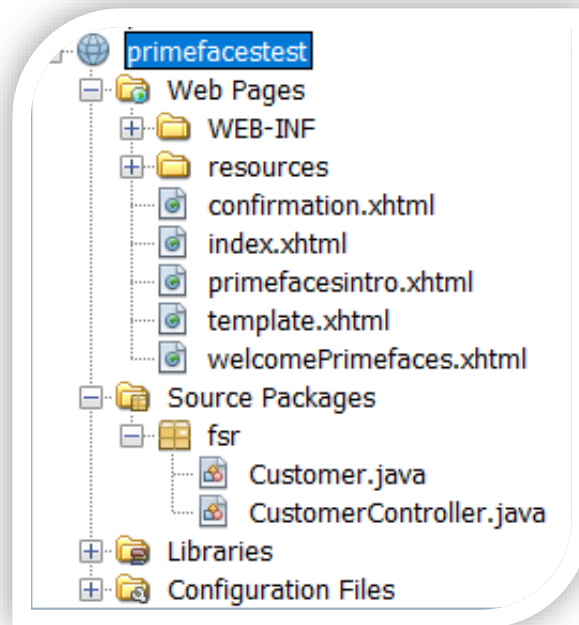 primefacestest
Web Pages
WEB-INF
resources
confirmation.xhtml
index.xhtml
primefacesintro.xhtml
template.xhtml
welcomePrimefaces.xhtml
Source Packages
fsr
Customer.java
CustomerController.java
Libraries
Configuration Files